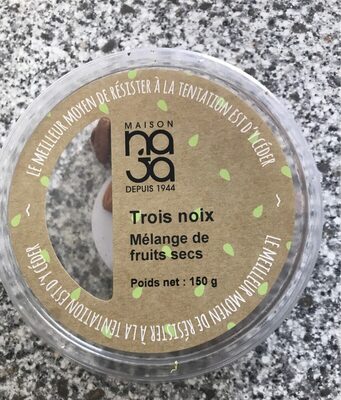 LE MEILLEUR MOYEN DE RÉSISTER À LA TENTATION EST D'Y CÉDER
MAISON
naja
DEPUIS 1944
Trois noix
Mélange de
fruits secs
Poids net : 150 g
LE MEILLEUR MOYEN DE RÉSISTER À LA TENTATION EST D'Y CÉDER